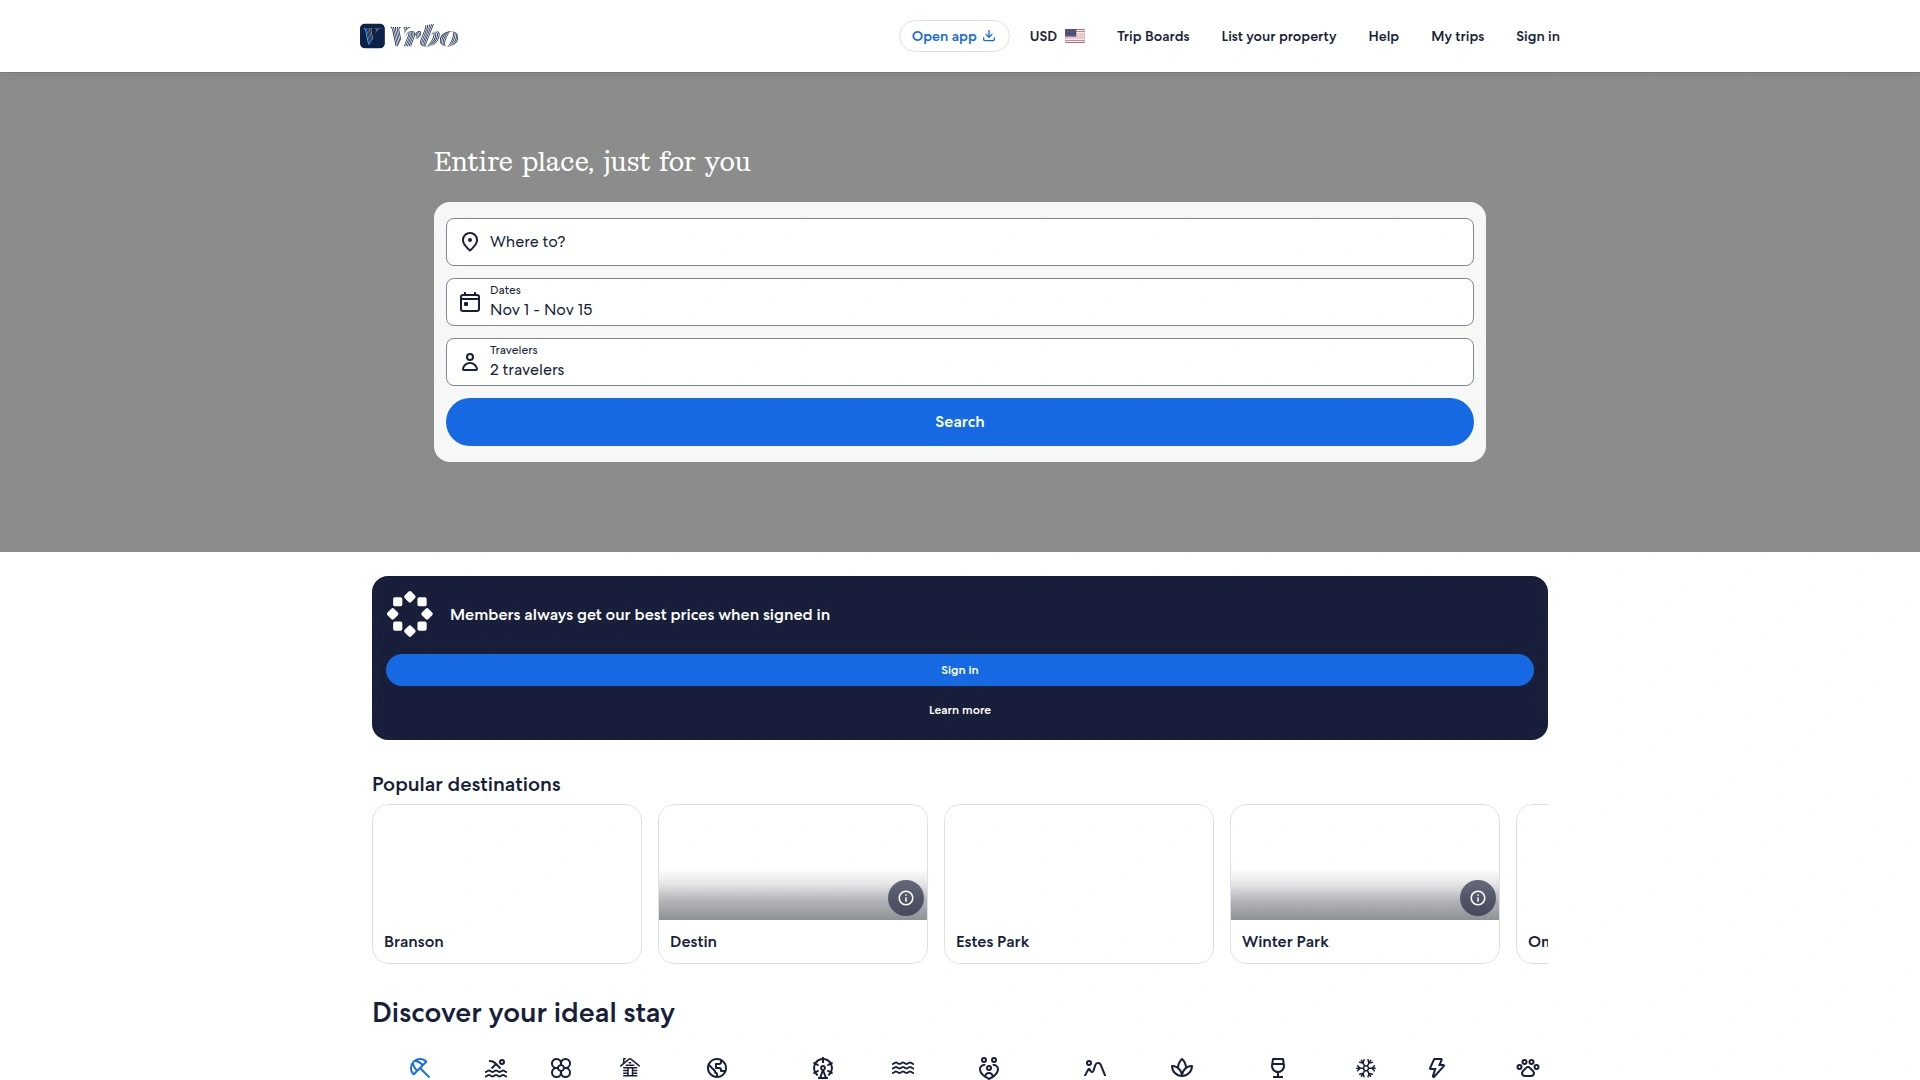 Vrbo
Open app
USD
Trip Boards
List your property
Help
My trips
Sign in
Entire place, just for you
Where to?
Dates
Nov 1 - Nov 15
Travelers
2 travelers
Search
Members always get our best prices when signed in
Sign in
Learn more
Popular destinations
Branson
Destin
Estes Park
Winter Park
Discover your ideal stay